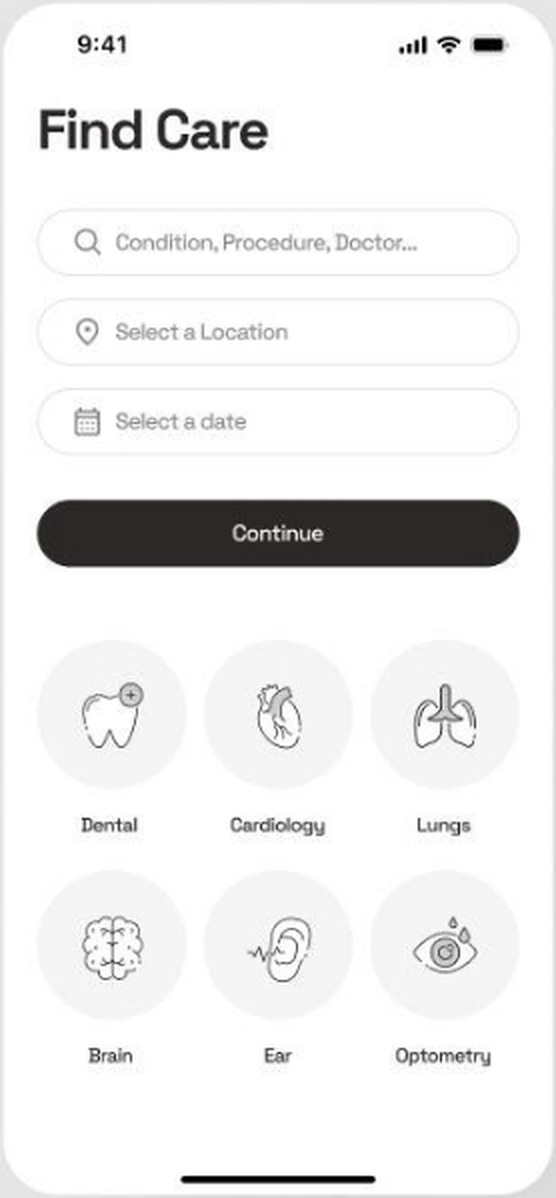 9:41
Find Care
Condition, Procedure, Doctor...
Select a Location
Select a date
Continue
Dental Cardiology Lungs
Brain Ear Optometry